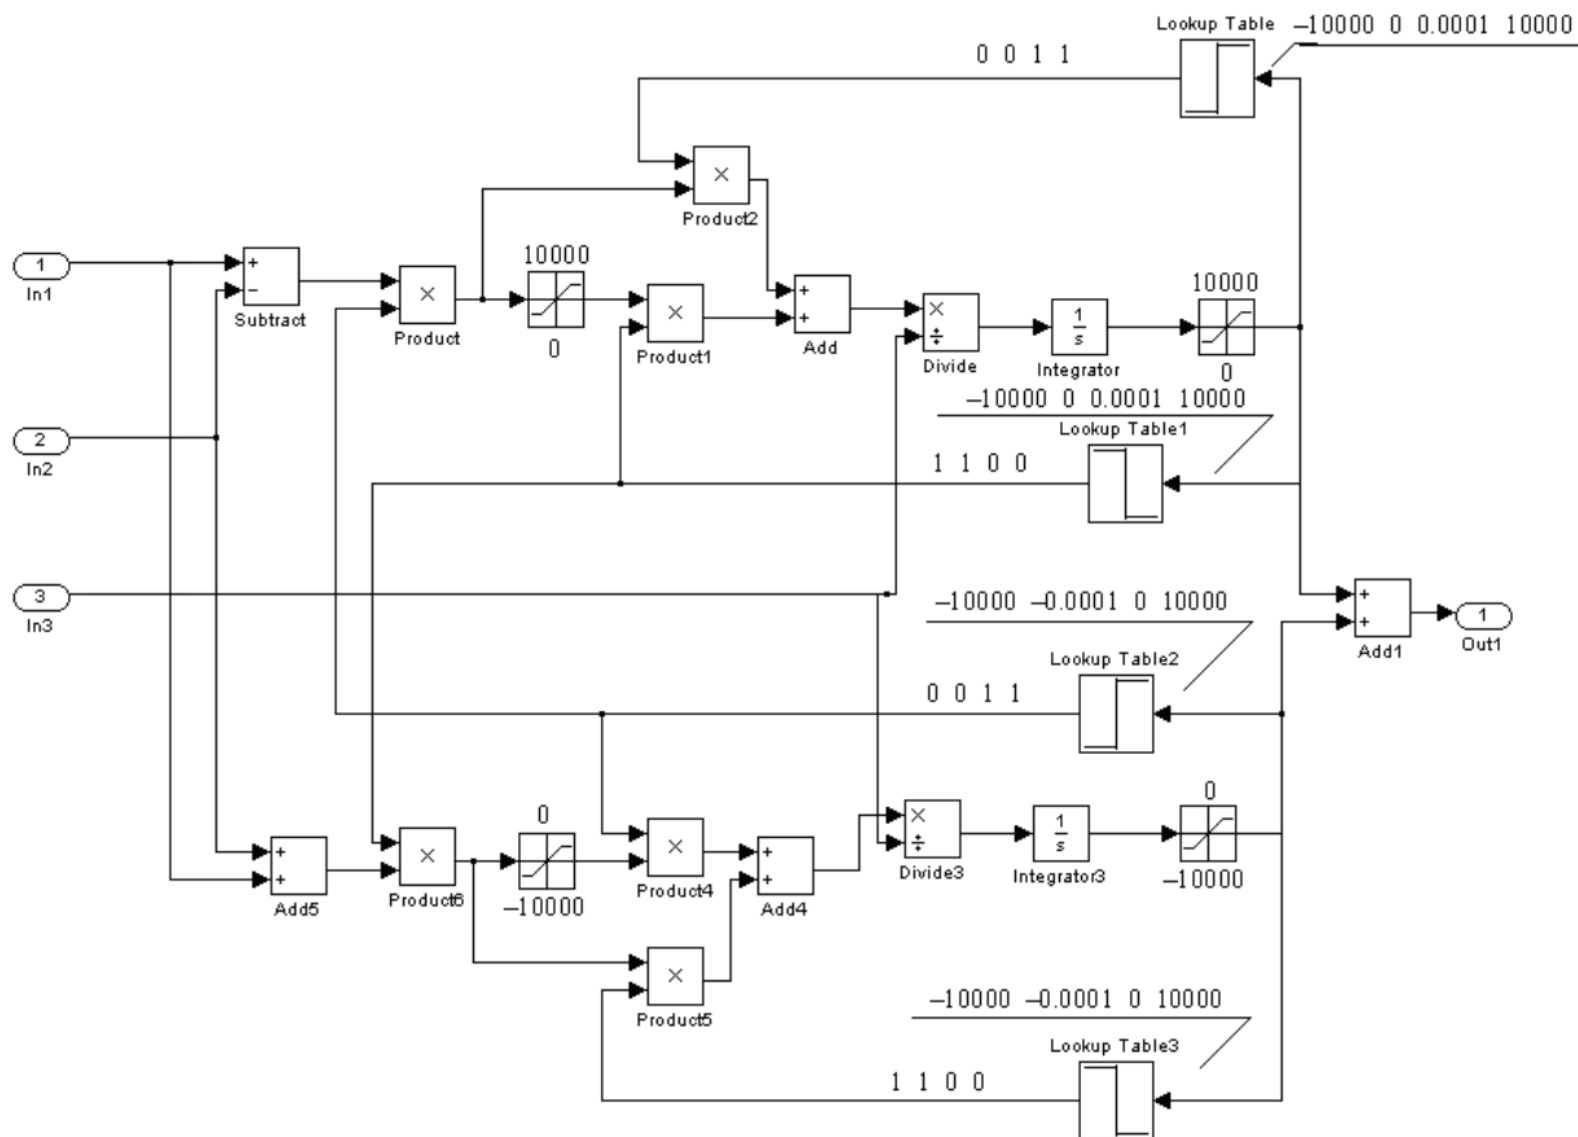 Lookup Table
−10000 0 0.0001 10000
0 0 1 1
×
Product2
1
In1
+
−
Subtract
×
Product
10000
0
×
Product1
+
+
Add
×
÷
Divide
1
s
Integrator
10000
0
−10000 0 0.0001 10000
Lookup Table1
1 1 0 0
2
In2
3
In3
−10000 −0.0001 0 10000
Lookup Table2
0 0 1 1
+
+
Add1
1
Out1
+
+
Add5
×
Product6
0
−10000
×
Product4
+
+
Add4
×
÷
Divide3
1
s
Integrator3
0
−10000
×
Product5
−10000 −0.0001 0 10000
Lookup Table3
1 1 0 0